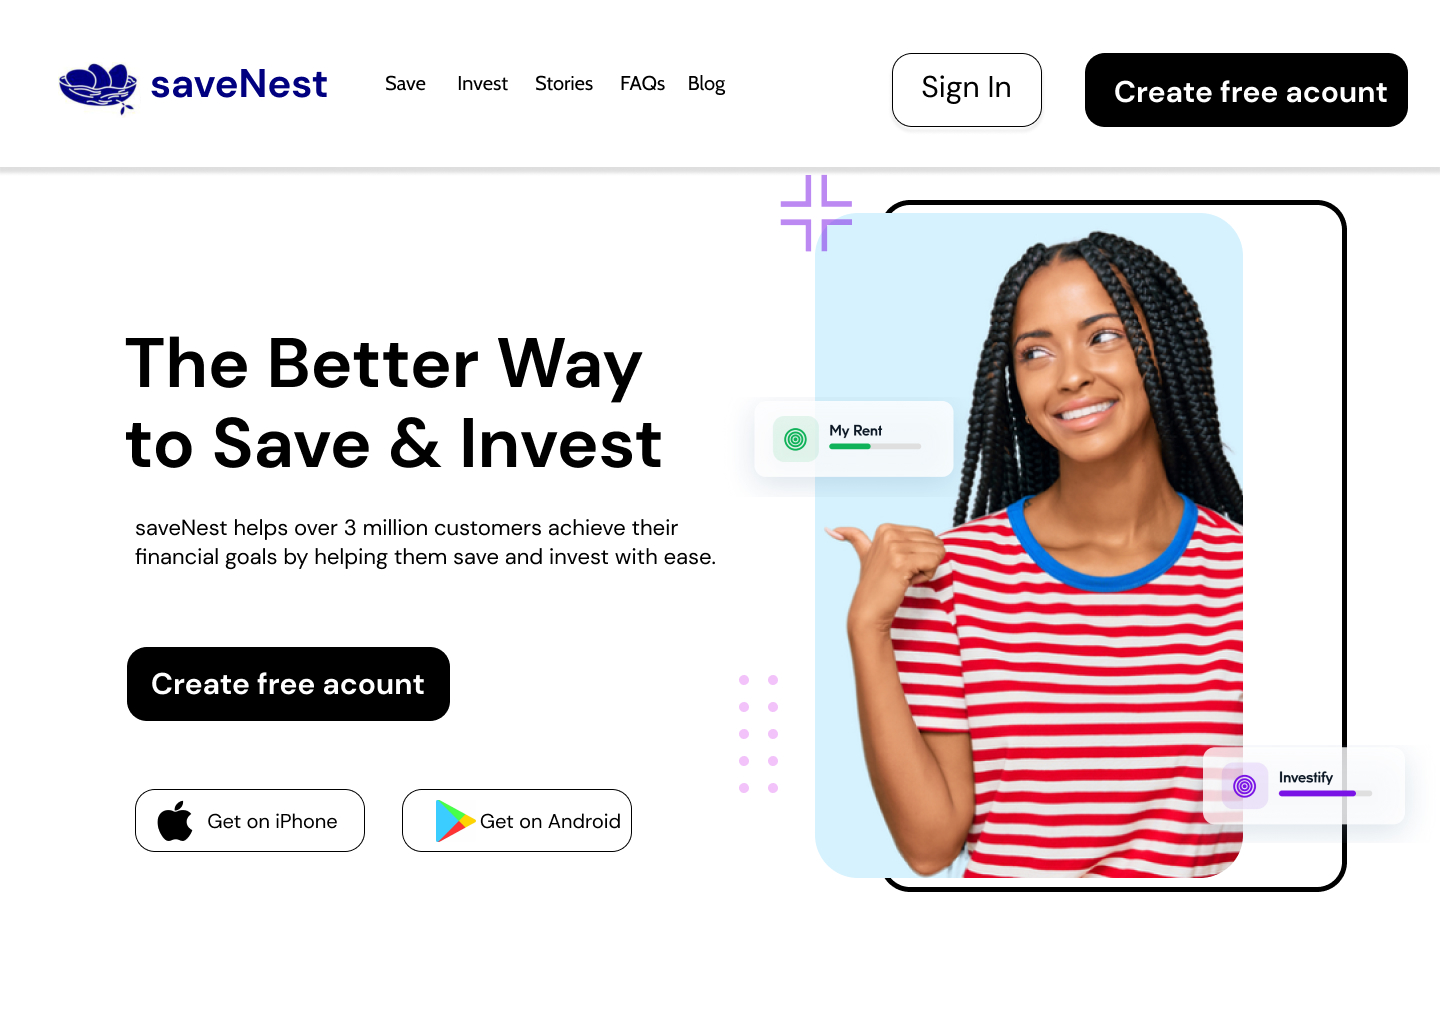 saveNest
Save
Invest
Stories
FAQs
Blog
Sign In
Create free acount
The Better Way
to Save & Invest
saveNest helps over 3 million customers achieve their
financial goals by helping them save and invest with ease.
Create free acount
Get on iPhone
Get on Android
My Rent
Investify